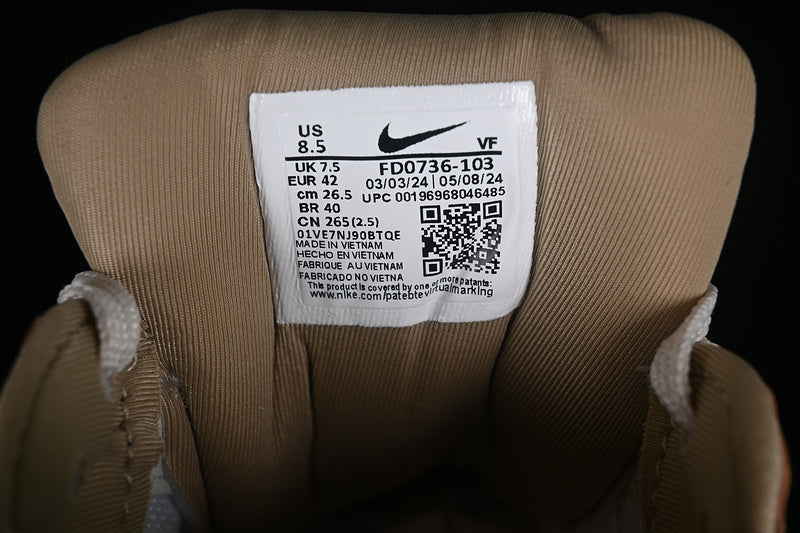 US
8.5
VF
UK 7.5 FD0736-103
EUR 42 03/03/24 | 05/08/24
cm 26.5 UPC 00196968046485
BR 40
CN 265 (2.5)
01VE7NJ90BTQE
MADE IN VIETNAM
HECHO EN VIETNAM
FABRIQUE AU VIETNAM
FABRICADO NO VIETNA
This product is covered by one or more patents:
www.nike.com/patebtevirtualmarking